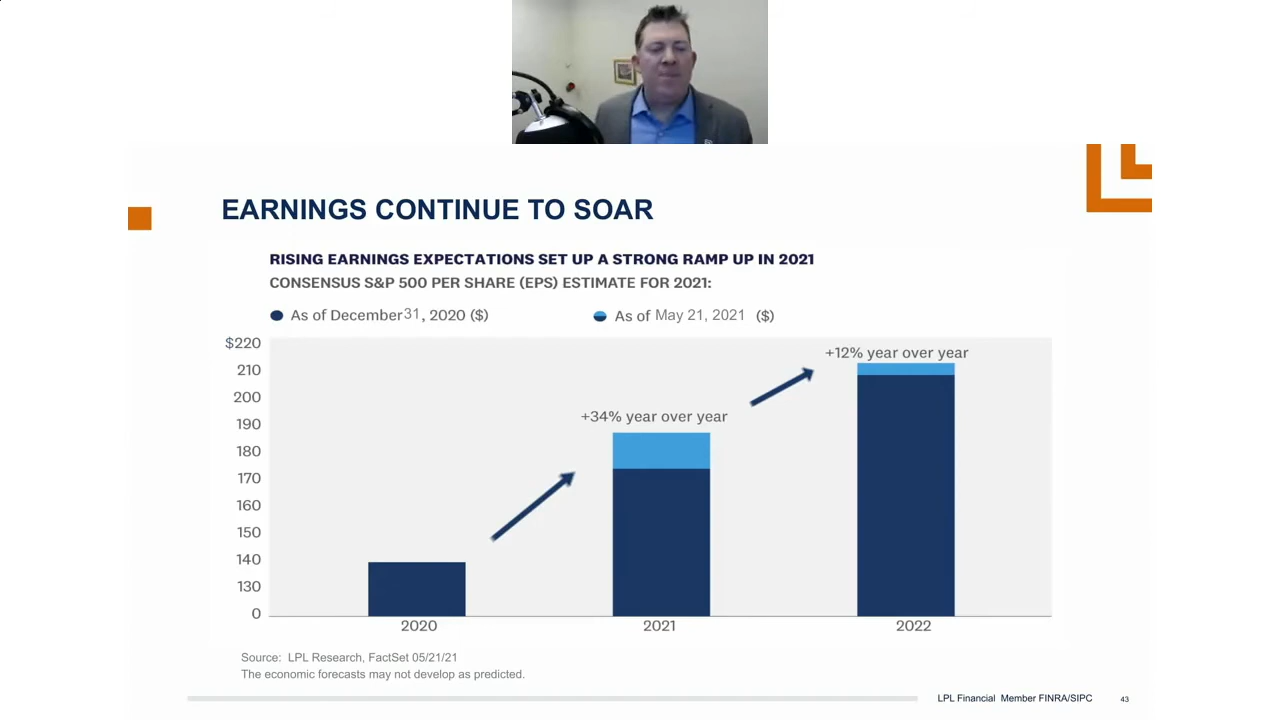 EARNINGS CONTINUE TO SOAR
RISING EARNINGS EXPECTATIONS SET UP A STRONG RAMP UP IN 2021
CONSENSUS S&P 500 PER SHARE (EPS) ESTIMATE FOR 2021:
As of December 31, 2020 ($) As of May 21, 2021 ($)
$220
210
200
190
180
170
160
150
140
130
0
+34% year over year
+12% year over year
2020 2021 2022
Source: LPL Research, FactSet 05/21/21
The economic forecasts may not develop as predicted.
LPL Financial Member FINRA/SIPC 43